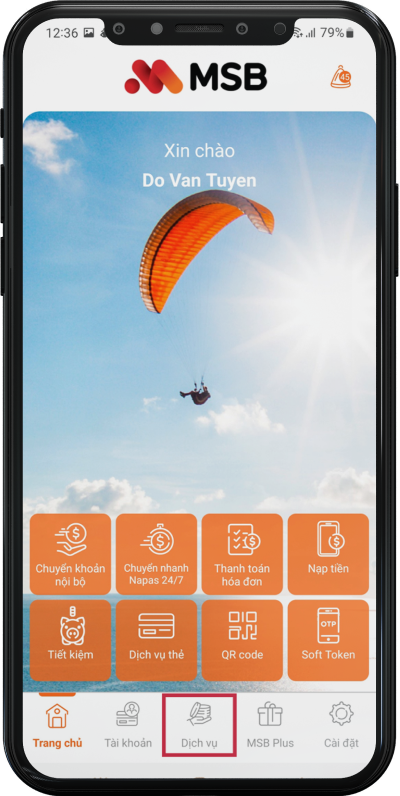 12:36 79%
MSB
45
Xin chào
Do Van Tuyen
Chuyển khoản
nội bộ
Chuyển nhanh
Napas 24/7
Thanh toán
hóa đơn
Nạp tiền
Tiết kiệm
Dịch vụ thẻ
QR code
OTP
Soft Token
Trang chủ
Tài khoản
Dịch vụ
MSB Plus
Cài đặt